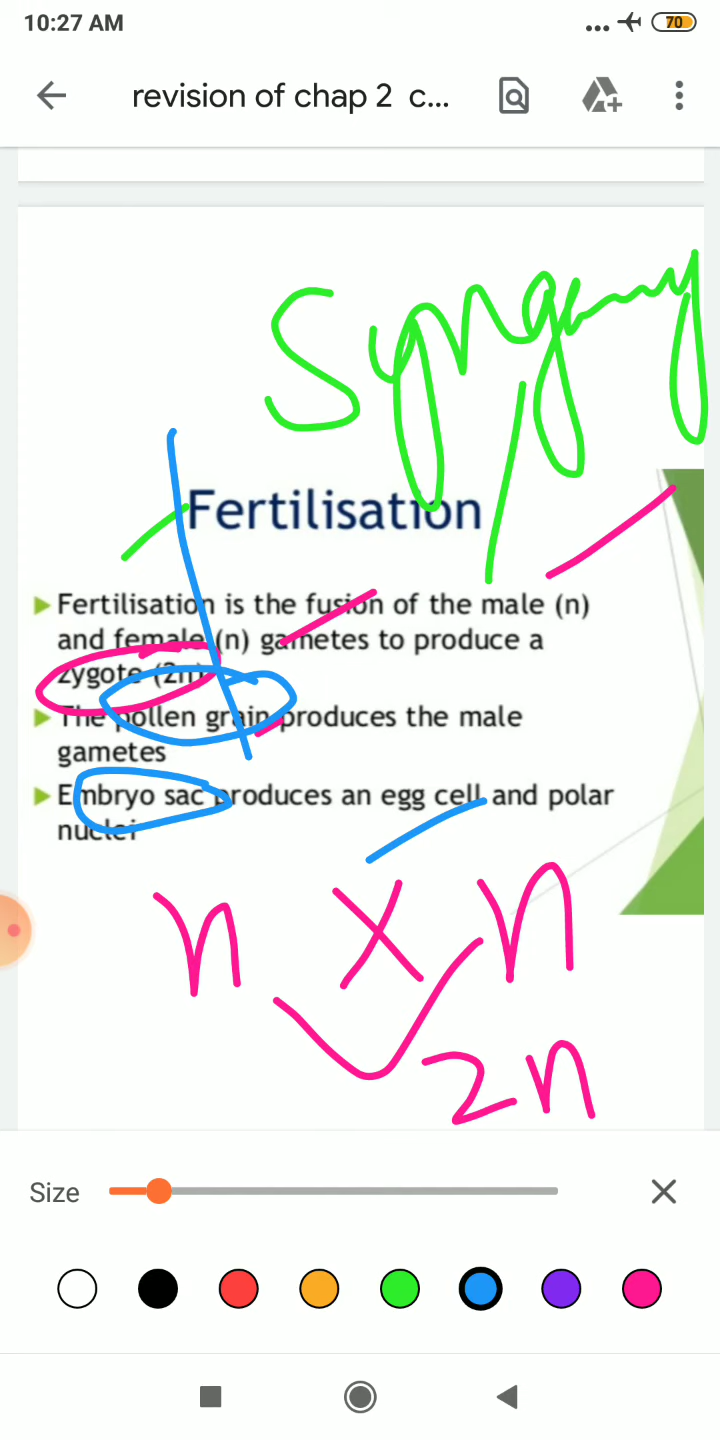 10:27 AM
70
revision of chap 2 c...
Syngamy
Fertilisation
Fertilisation is the fusion of the male (n)
and female (n) gametes to produce a
zygote (2n)
The pollen grain produces the male
gametes
Embryo sac produces an egg cell and polar
nuclei
n x n
2n
Size